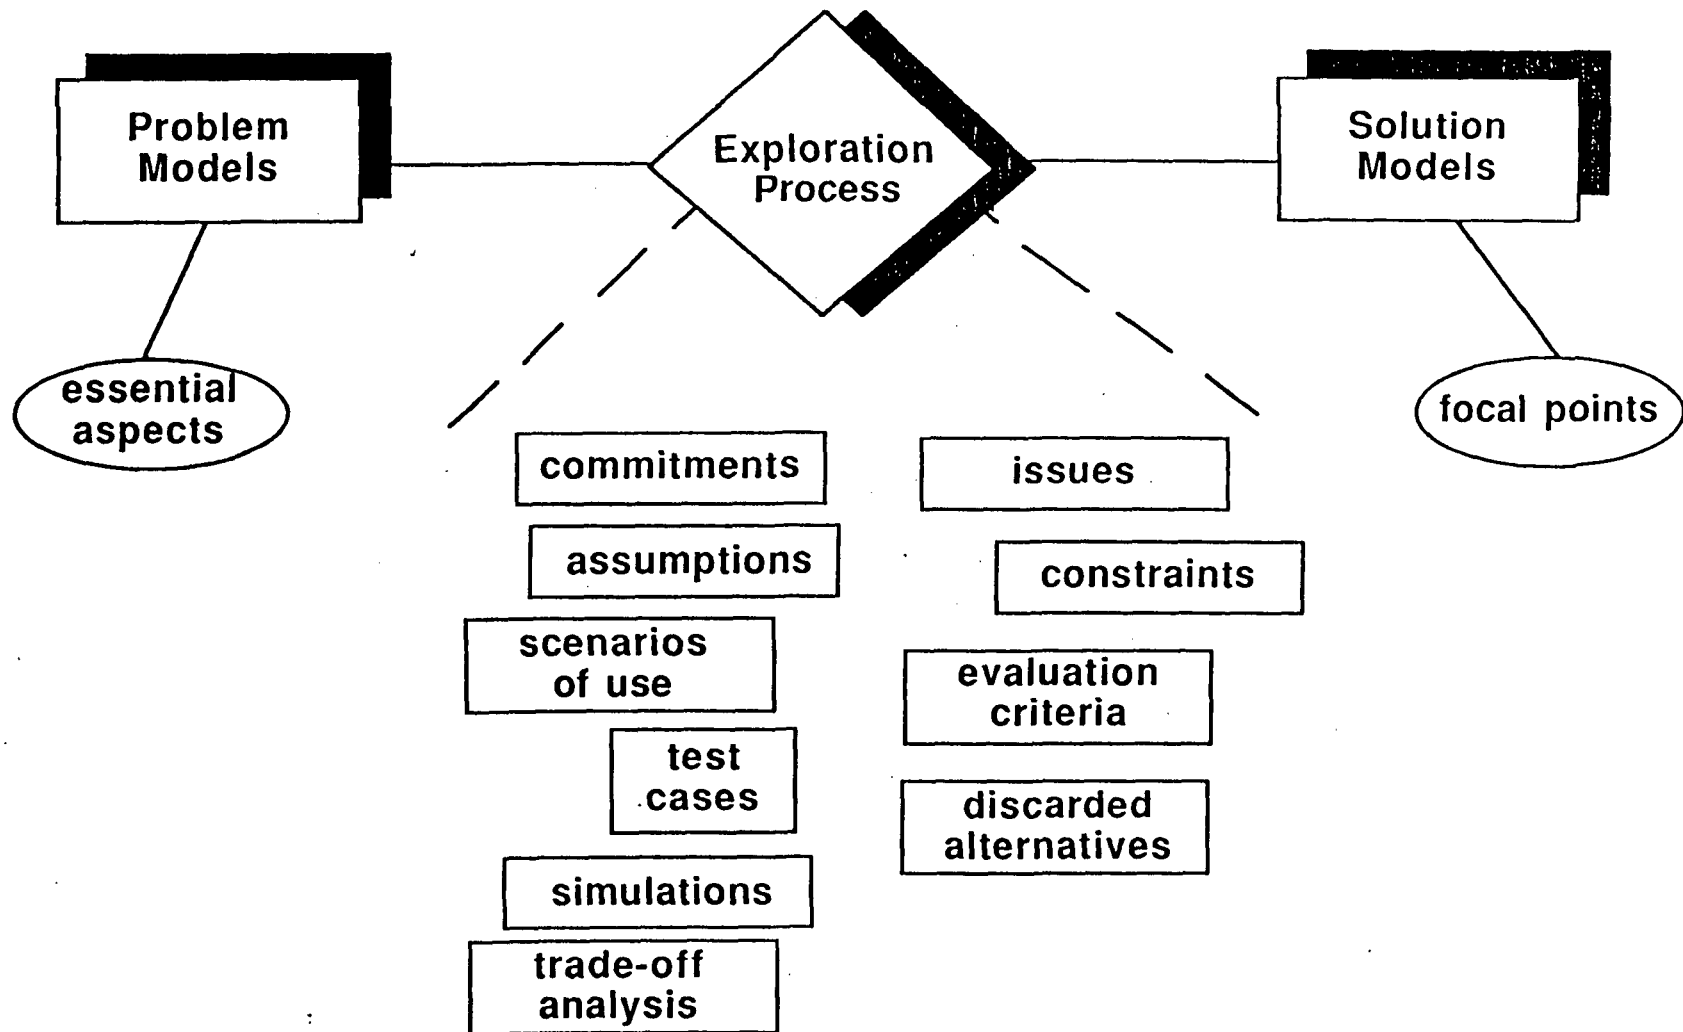 Problem
Models
Exploration
Process
Solution
Models
essential
aspects
focal points
commitments
assumptions
scenarios
of use
test
cases
simulations
trade-off
analysis
issues
constraints
evaluation
criteria
discarded
alternatives